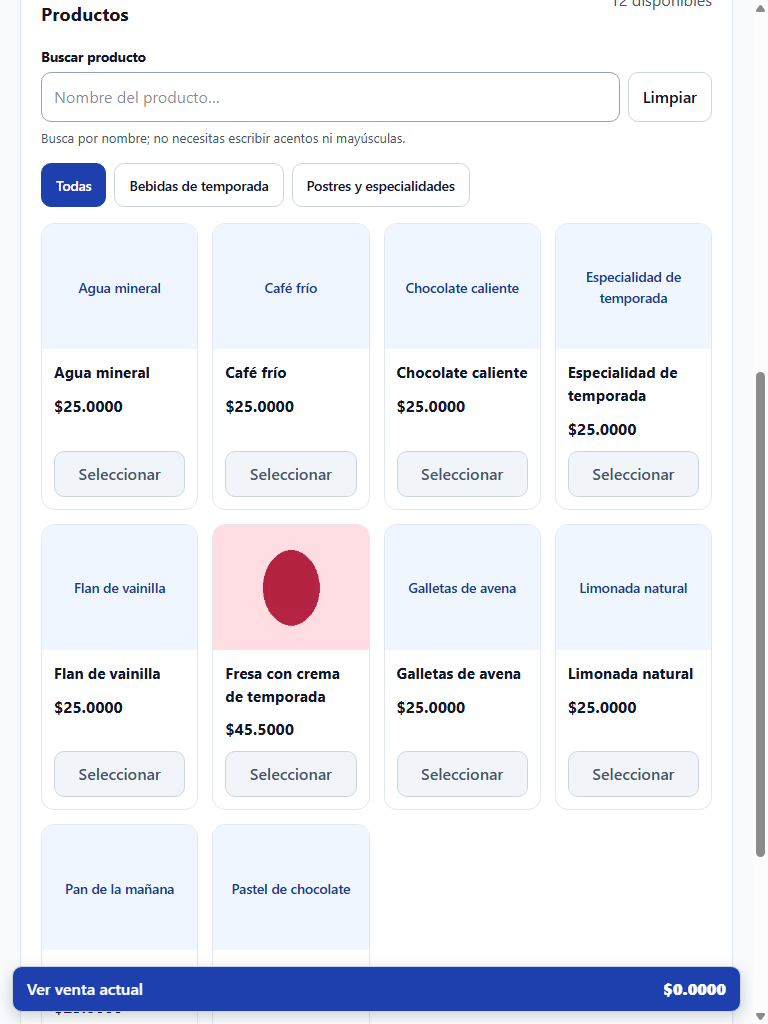 Productos
12 disponibles
Buscar producto
Nombre del producto...
Limpiar
Busca por nombre; no necesitas escribir acentos ni mayúsculas.
Todas
Bebidas de temporada
Postres y especialidades
Agua mineral
Café frío
Chocolate caliente
Especialidad de
temporada
Agua mineral
$25.0000
Seleccionar
Café frío
$25.0000
Seleccionar
Chocolate caliente
$25.0000
Seleccionar
Especialidad de
temporada
$25.0000
Seleccionar
Flan de vainilla
Galletas de avena
Limonada natural
Flan de vainilla
$25.0000
Seleccionar
Fresa con crema
de temporada
$45.5000
Seleccionar
Galletas de avena
$25.0000
Seleccionar
Limonada natural
$25.0000
Seleccionar
Pan de la mañana
Pastel de chocolate
Ver venta actual
$0.0000